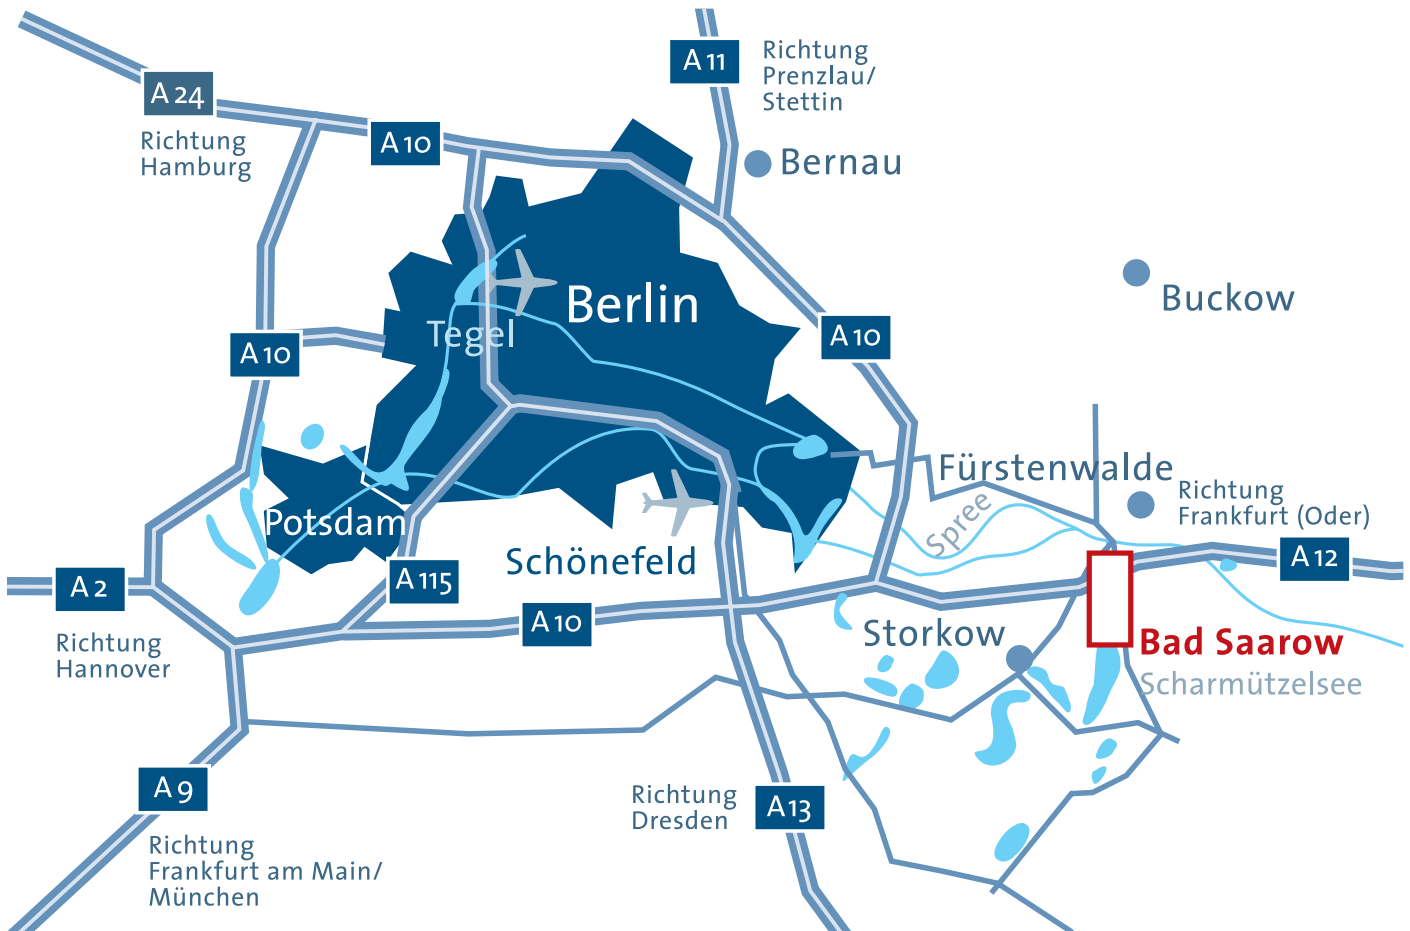 A 11
Richtung
Prenzlau/
Stettin
A 24
Richtung
Hamburg
A 10
Bernau
Buckow
Berlin
Tegel
A 10
A 10
Fürstenwalde
Richtung
Frankfurt (Oder)
Spree
Potsdam
Schönefeld
A 12
A 2
A 115
A 10
Richtung
Hannover
Storkow
Bad Saarow
Scharmützelsee
A 9
Richtung
Dresden
A 13
Richtung
Frankfurt am Main/
München